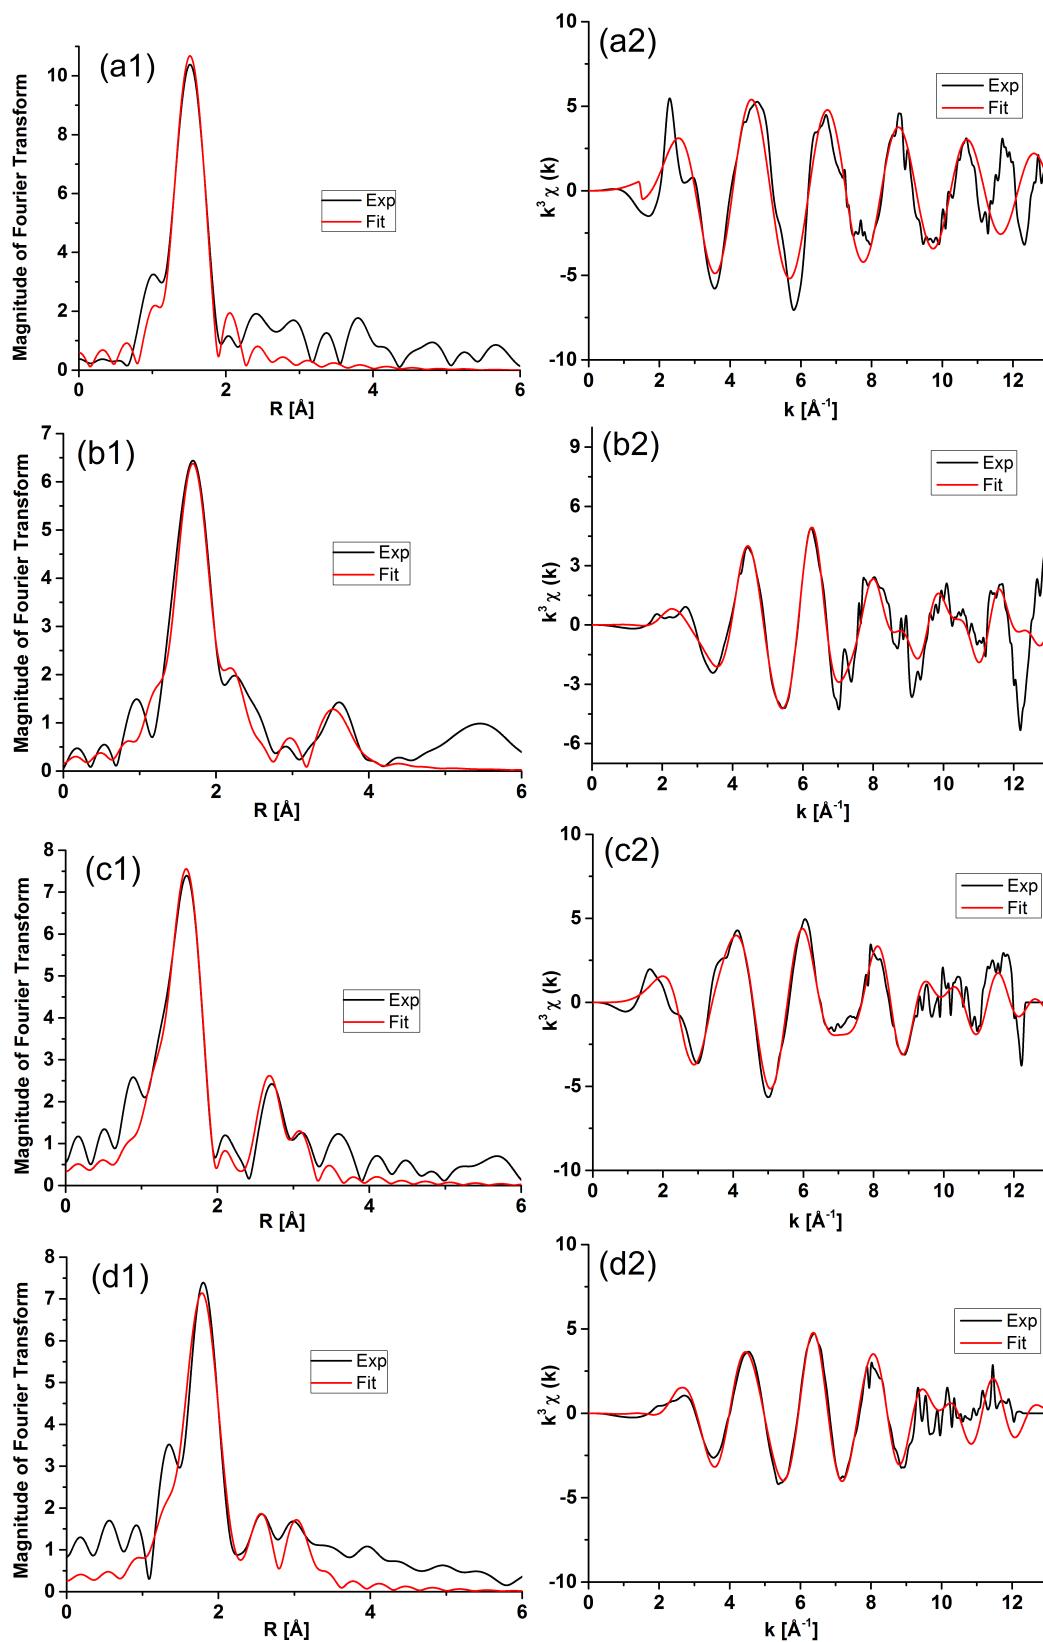 (a1)
Magnitude of Fourier Transform
10
8
6
4
2
0
Exp
Fit
0 2 4 6
R [Å]
(a2)
k³ χ (k)
10
5
0
-5
-10
Exp
Fit
0 2 4 6 8 10 12
k [Å⁻¹]
(b1)
Magnitude of Fourier Transform
7
6
5
4
3
2
1
0
Exp
Fit
0 2 4 6
R [Å]
(b2)
k³ χ (k)
9
6
3
0
-3
-6
Exp
Fit
0 2 4 6 8 10 12
k [Å⁻¹]
(c1)
Magnitude of Fourier Transform
8
7
6
5
4
3
2
1
0
Exp
Fit
0 2 4 6
R [Å]
(c2)
k³ χ (k)
10
5
0
-5
-10
Exp
Fit
0 2 4 6 8 10 12
k [Å⁻¹]
(d1)
Magnitude of Fourier Transform
8
7
6
5
4
3
2
1
0
Exp
Fit
0 2 4 6
R [Å]
(d2)
k³ χ (k)
10
5
0
-5
-10
Exp
Fit
0 2 4 6 8 10 12
k [Å⁻¹]